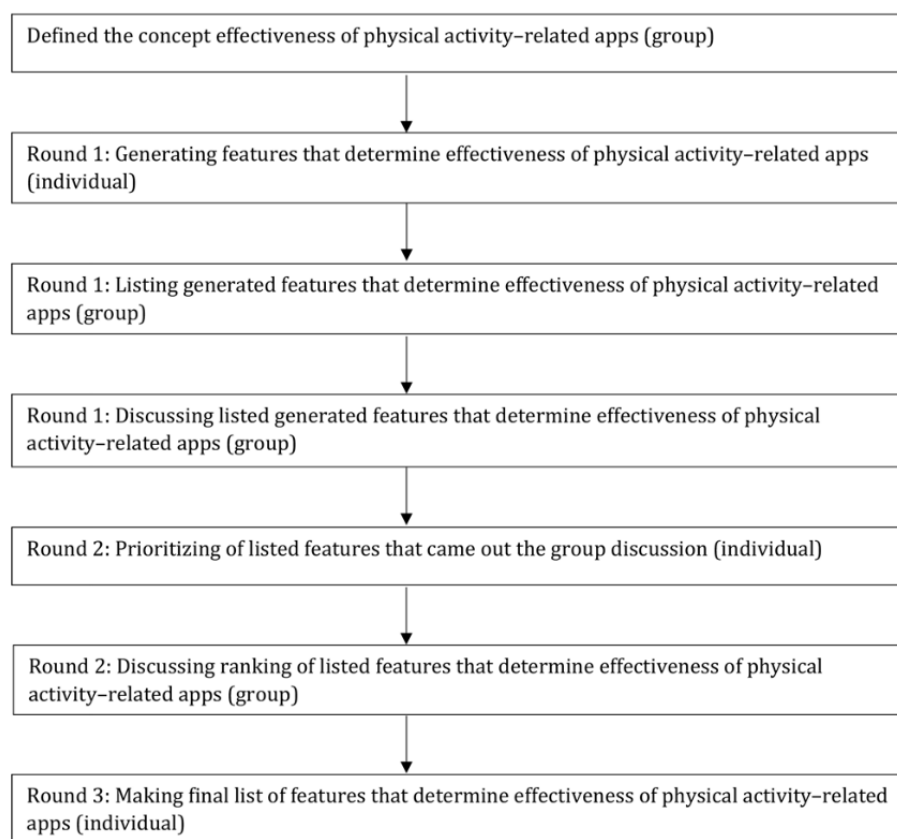 Defined the concept effectiveness of physical activity–related apps (group)
Round 1: Generating features that determine effectiveness of physical activity–related apps
(individual)
Round 1: Listing generated features that determine effectiveness of physical activity–related
apps (group)
Round 1: Discussing listed generated features that determine effectiveness of physical
activity–related apps (group)
Round 2: Prioritizing of listed features that came out the group discussion (individual)
Round 2: Discussing ranking of listed features that determine effectiveness of physical
activity–related apps (group)
Round 3: Making final list of features that determine effectiveness of physical activity–related
apps (individual)